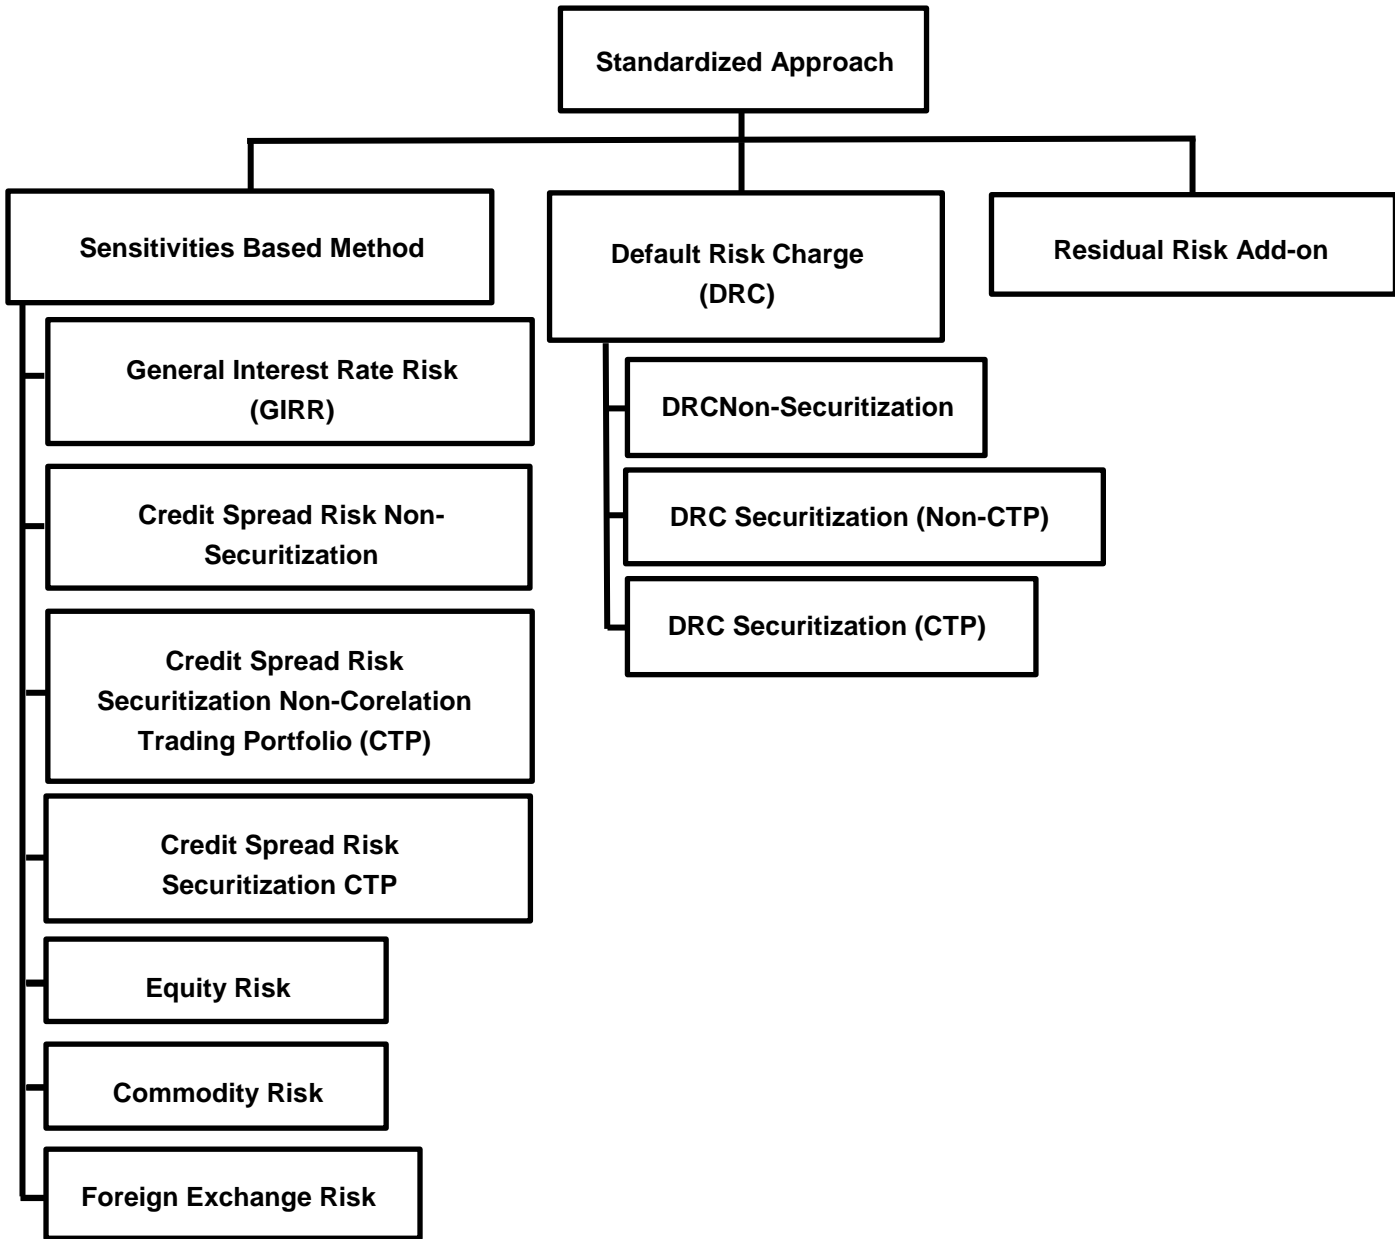 Standardized Approach
Sensitivities Based Method
General Interest Rate Risk
(GIRR)
Credit Spread Risk Non-
Securitization
Credit Spread Risk
Securitization Non-Corelation
Trading Portfolio (CTP)
Credit Spread Risk
Securitization CTP
Equity Risk
Commodity Risk
Foreign Exchange Risk
Default Risk Charge
(DRC)
DRCNon-Securitization
DRC Securitization (Non-CTP)
DRC Securitization (CTP)
Residual Risk Add-on